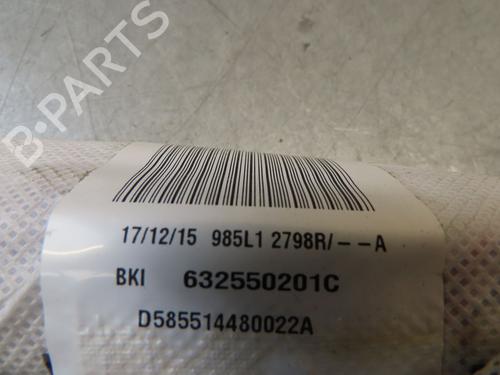 B-PARTS
17/12/15 985L1 2798R/--A
BKI 632550201C
D585514480022A